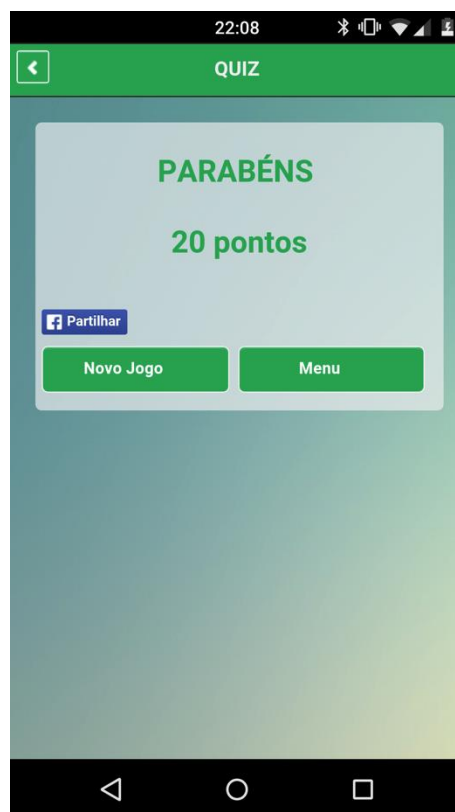 22:08
QUIZ
PARABÉNS
20 pontos
Partilhar
Novo Jogo
Menu